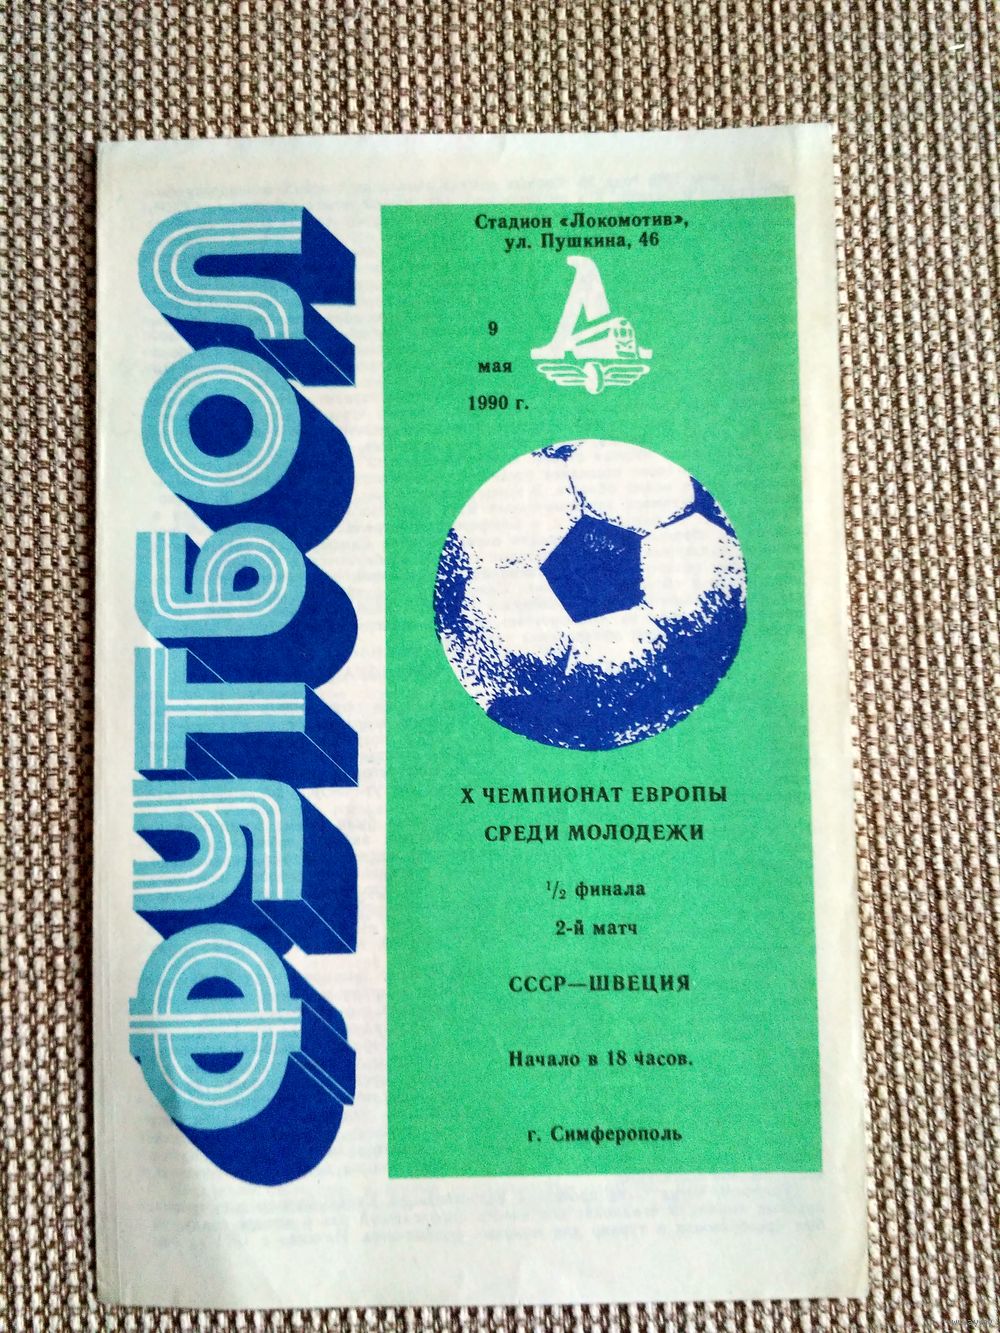 ФУТБОЛ
Стадион «Локомотив»,
ул. Пушкина, 46
9
мая
1990 г.
X ЧЕМПИОНАТ ЕВРОПЫ
СРЕДИ МОЛОДЕЖИ
1/2 финала
2-й матч
СССР—ШВЕЦИЯ
Начало в 18 часов.
г. Симферополь